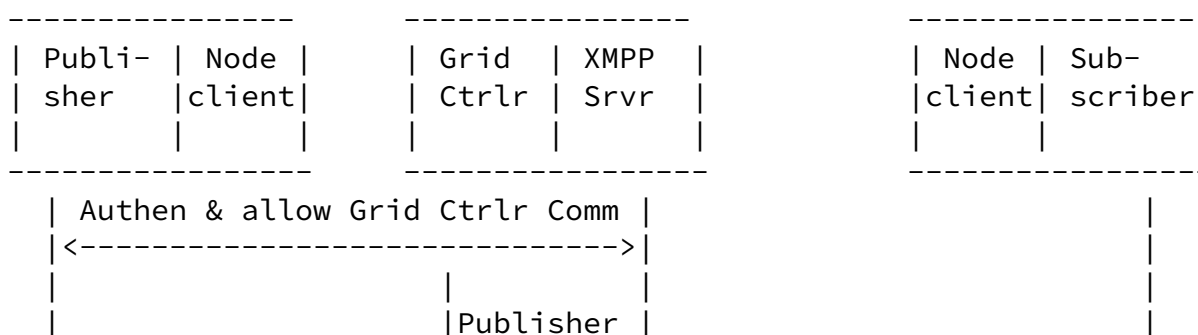 ----------------    ----------------            ----------------
| Publi- | Node |     | Grid  | XMPP  |           | Node | Sub-
| sher   |client|     | Ctrlr | Srvr  |           |client| scriber
|        |      |     |       |       |           |      |
-----------------     -----------------           ----------------
  | Authen & allow Grid Ctrlr Comm |                           |
  |<------------------------------>|                           |
  |                     |          |                           |
  |                     |Publisher |                           |